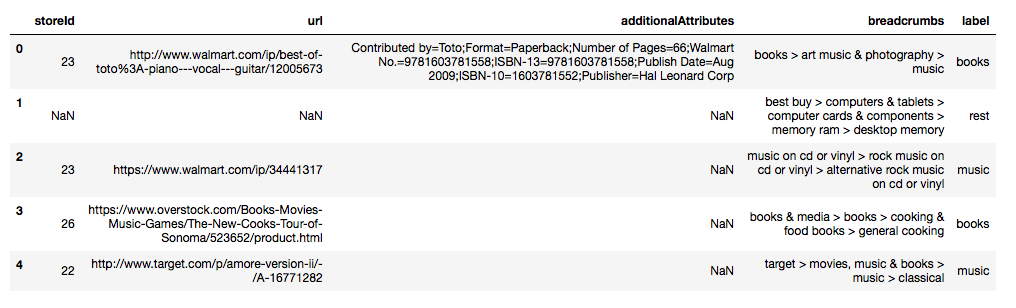 storeId url additionalAttributes breadcrumbs label
0 23 http://www.walmart.com/ip/best-of-toto%3A-piano---vocal---guitar/12005673 Contributed by=Toto;Format=Paperback;Number of Pages=66;Walmart No.=9781603781558;ISBN-13=9781603781558;Publish Date=Aug 2009;ISBN-10=1603781552;Publisher=Hal Leonard Corp books > art music & photography > music books
1 NaN NaN NaN best buy > computers & tablets > computer cards & components > memory ram > desktop memory rest
2 23 https://www.walmart.com/ip/34441317 NaN music on cd or vinyl > rock music on cd or vinyl > alternative rock music on cd or vinyl music
3 26 https://www.overstock.com/Books-Movies-Music-Games/The-New-Cooks-Tour-of-Sonoma/523652/product.html NaN books & media > books > cooking & food books > general cooking books
4 22 http://www.target.com/p/amore-version-ii/-/A-16771282 NaN target > movies, music & books > music > classical music